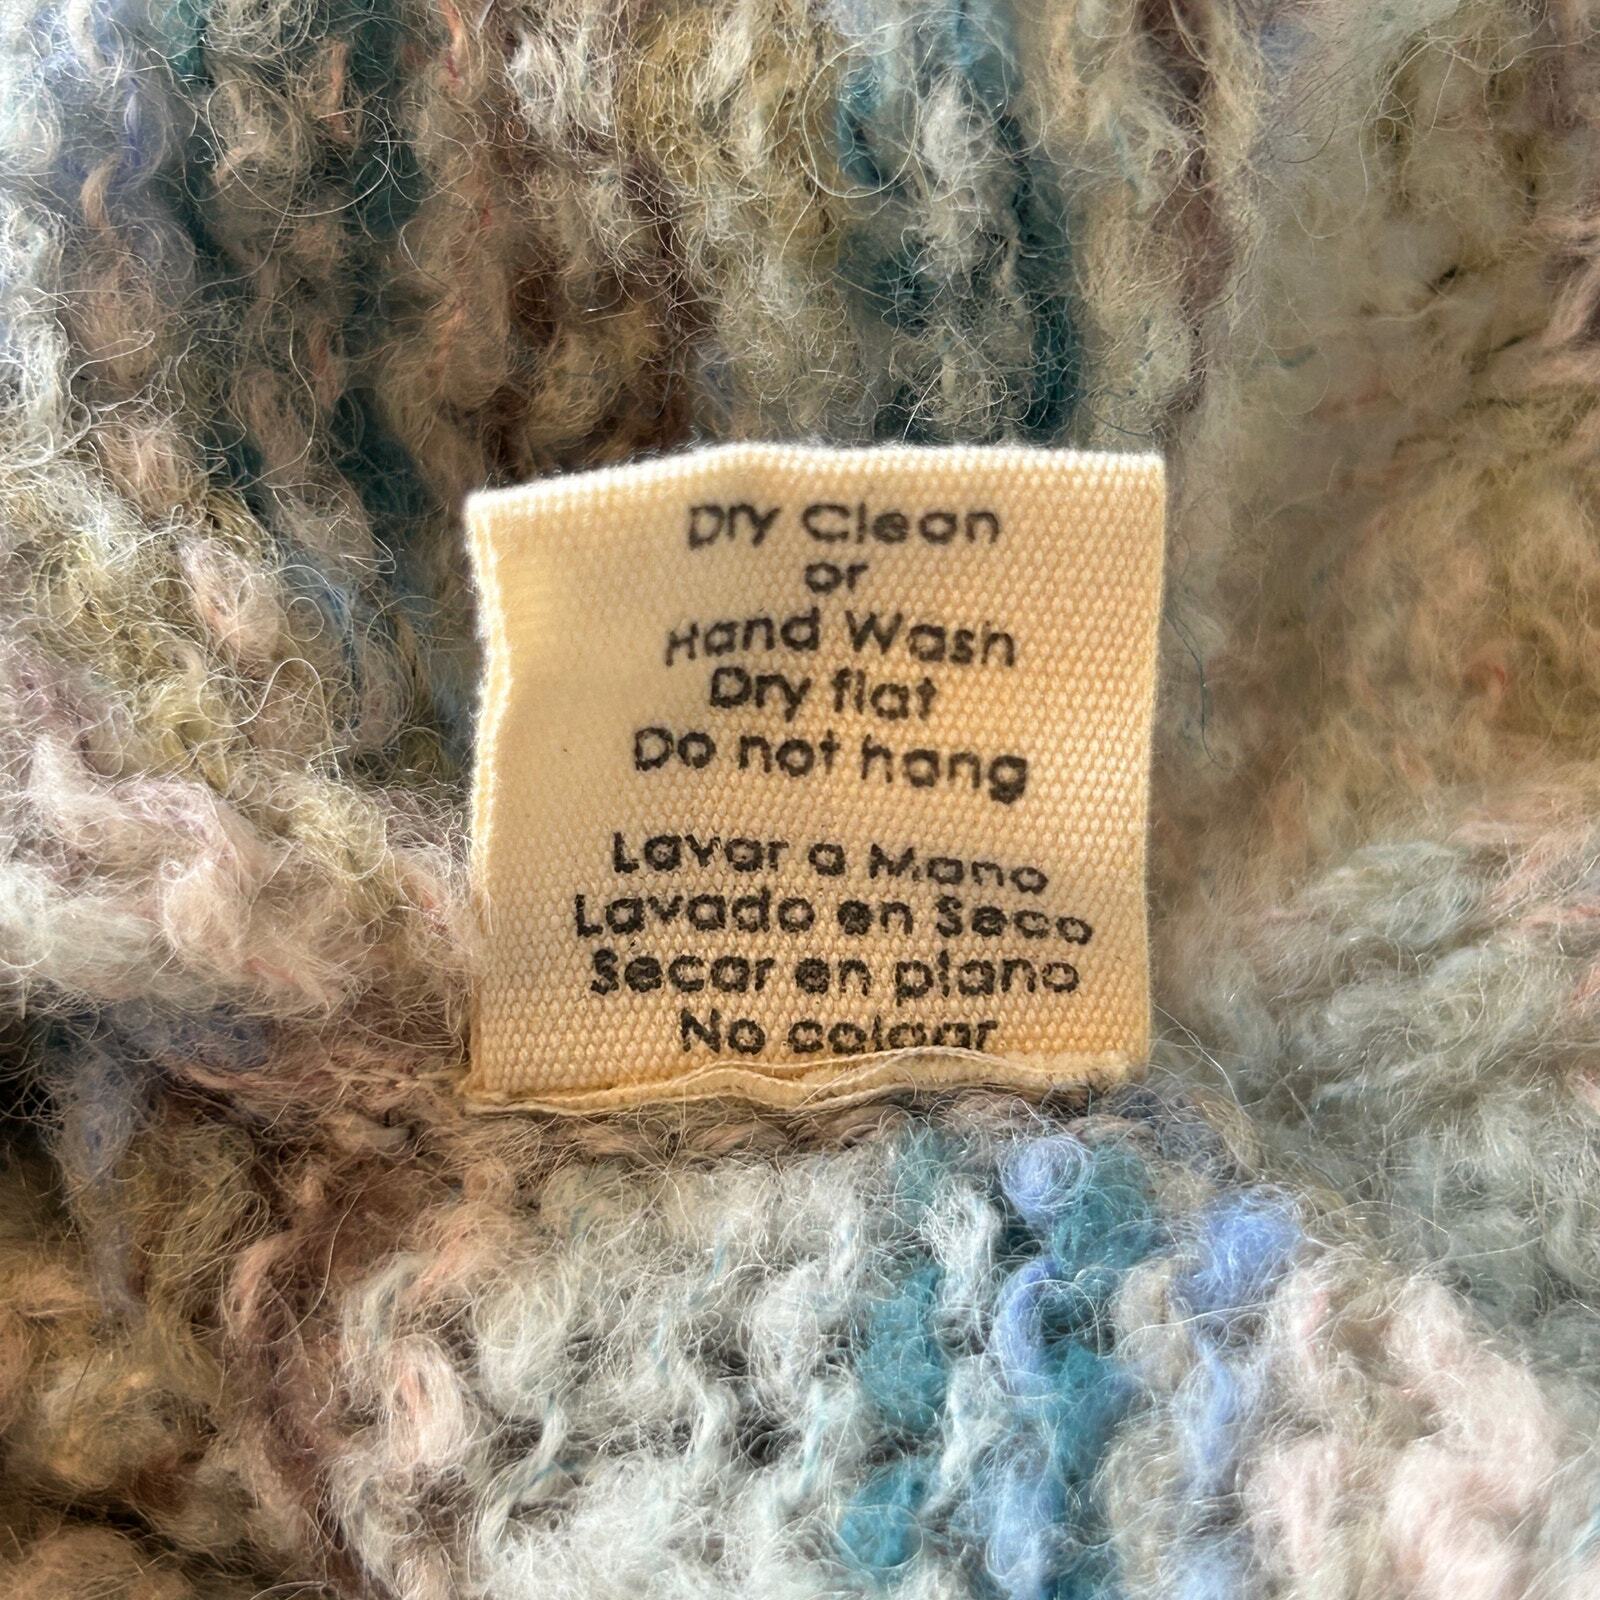 Dry Clean
or
Hand Wash
Dry flat
Do not hang
Lavar a Mano
Lavado en Seco
Secar en plano
No colgar